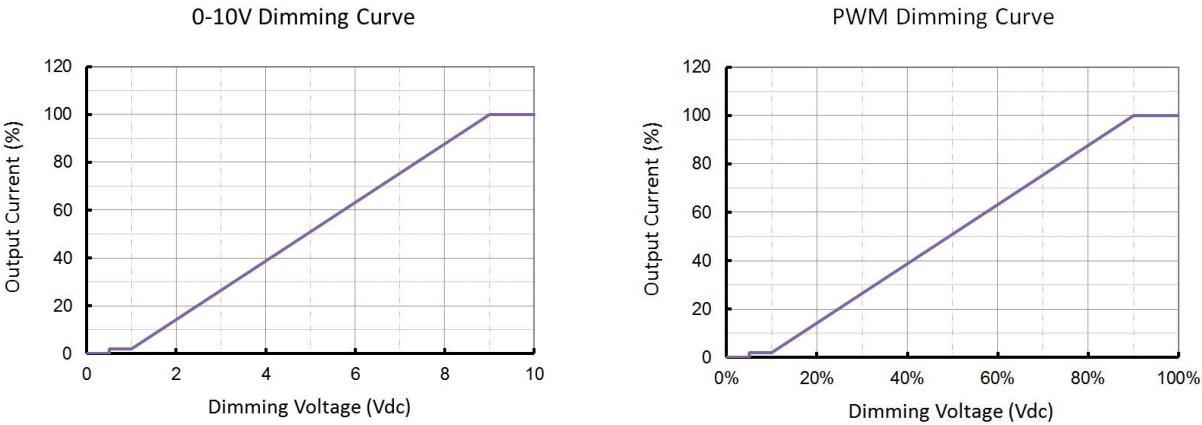 0-10V Dimming Curve
120
100
80
60
40
20
0
Output Current (%)
0 2 4 6 8 10
Dimming Voltage (Vdc)
PWM Dimming Curve
120
100
80
60
40
20
0
Output Current (%)
0% 20% 40% 60% 80% 100%
Dimming Voltage (Vdc)